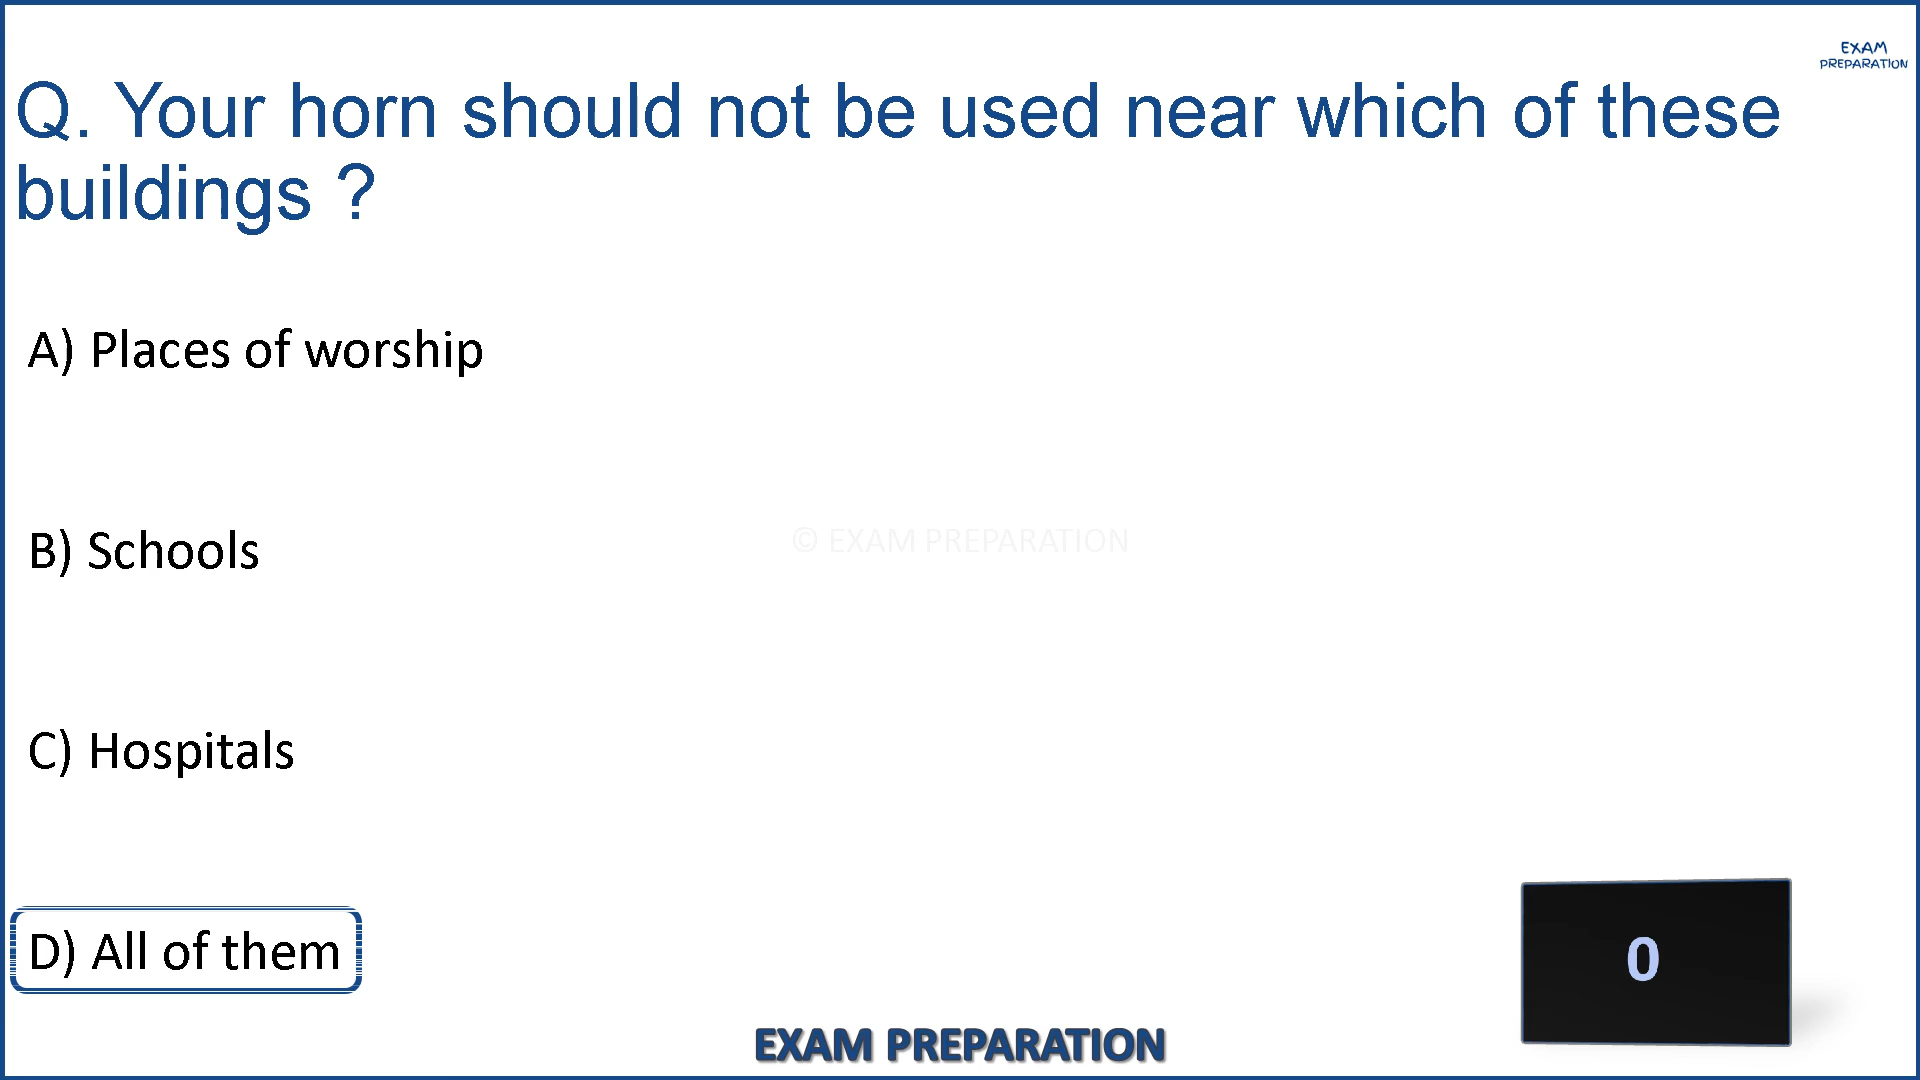 EXAM
PREPARATION
Q. Your horn should not be used near which of these
buildings ?
A) Places of worship
B) Schools
© EXAM PREPARATION
C) Hospitals
D) All of them
0
EXAM PREPARATION